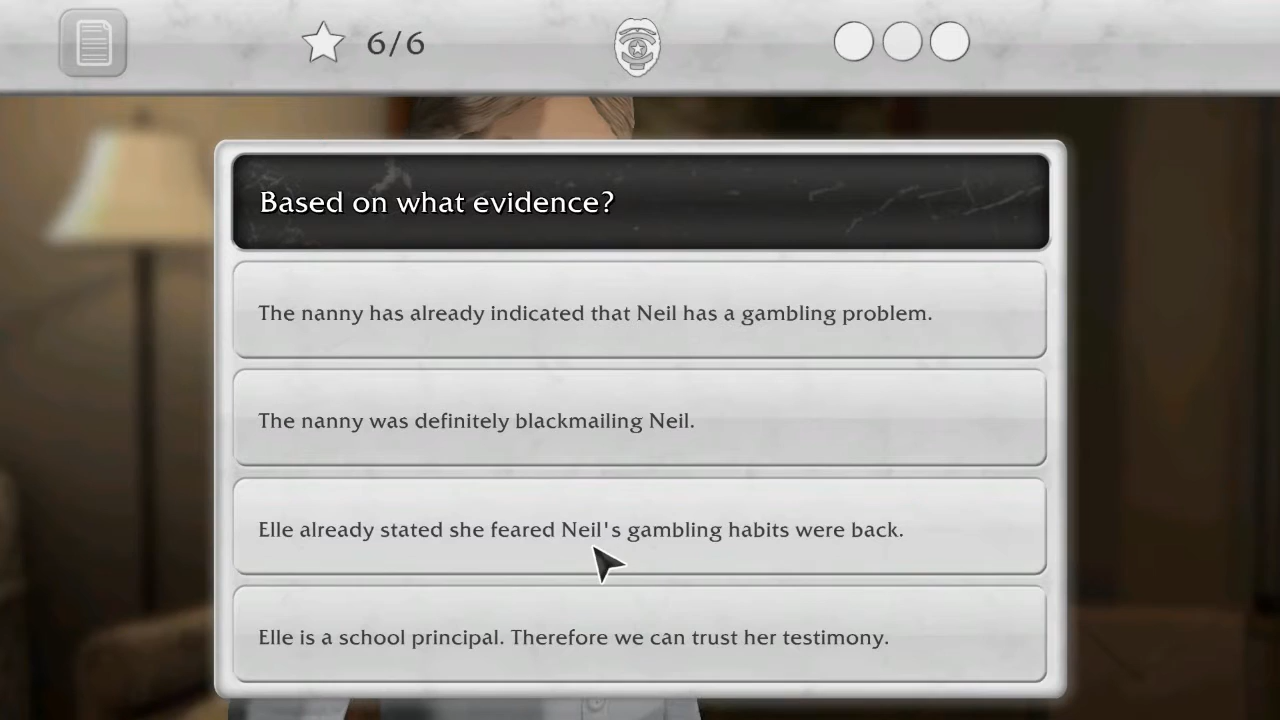 6/6
Based on what evidence?
The nanny has already indicated that Neil has a gambling problem.
The nanny was definitely blackmailing Neil.
Elle already stated she feared Neil's gambling habits were back.
Elle is a school principal. Therefore we can trust her testimony.